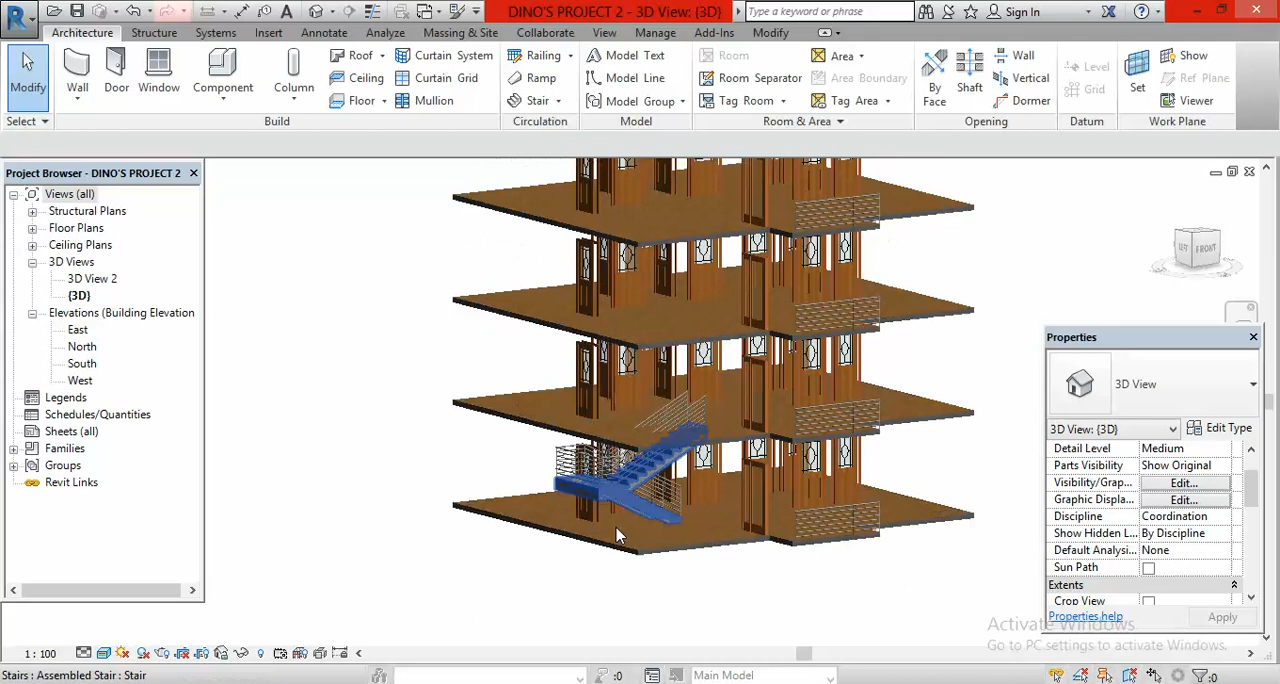 DINO'S PROJECT 2 - 3D View: {3D}
Type a keyword or phrase
Sign In
Architecture
Structure
Systems
Insert
Annotate
Analyze
Massing & Site
Collaborate
View
Manage
Add-Ins
Modify
Modify
Wall
Door
Window
Component
Column
Roof
Ceiling
Floor
Curtain System
Curtain Grid
Mullion
Railing
Ramp
Stair
Model Text
Model Line
Model Group
Room
Room Separator
Tag Room
Area
Area Boundary
Tag Area
By Face
Shaft
Wall
Vertical
Dormer
Level
Grid
Set
Show
Ref Plane
Viewer
Select
Build
Circulation
Model
Room & Area
Opening
Datum
Work Plane
Project Browser - DINO'S PROJECT 2
Views (all)
Structural Plans
Floor Plans
Ceiling Plans
3D Views
3D View 2
{3D}
Elevations (Building Elevation
East
North
South
West
Legends
Schedules/Quantities
Sheets (all)
Families
Groups
Revit Links
LEFT
FRONT
Properties
3D View
3D View: {3D}
Edit Type
Detail Level
Medium
Parts Visibility
Show Original
Visibility/Grap...
Edit...
Graphic Displa...
Edit...
Discipline
Coordination
Show Hidden L...
By Discipline
Default Analysi...
None
Sun Path
Extents
Crop View
Properties help
Apply
Activate Windows
Go to PC settings to activate Windows.
1 : 100
Stairs : Assembled Stair : Stair
:0
Main Model
:0